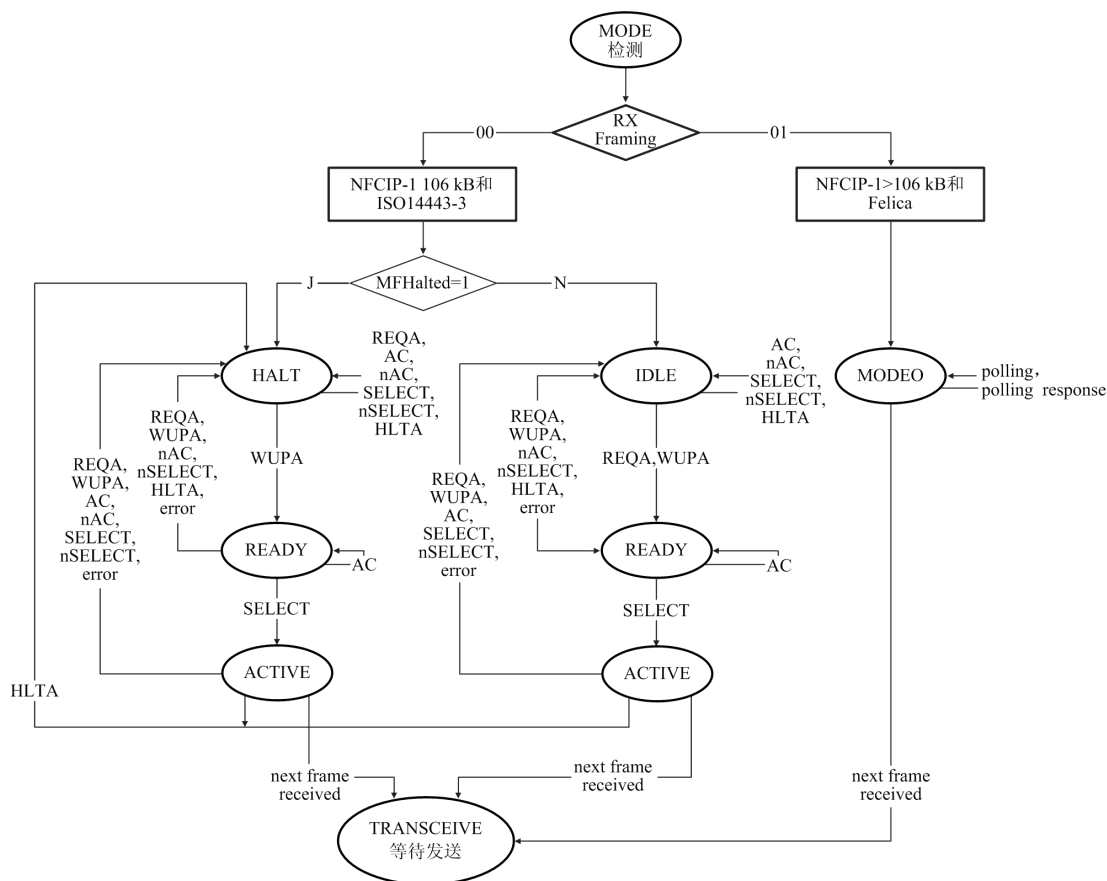 MODE
检测
RX
Framing
00
01
NFCIP-1 106 kB和
ISO14443-3
NFCIP-1>106 kB和
Felica
MFHalted=1
J
N
HALT
REQA,
AC,
nAC,
SELECT,
nSELECT,
HLTA
IDLE
AC,
nAC,
SELECT,
nSELECT,
HLTA
MODEO
polling,
polling response
REQA,
WUPA,
AC,
nAC,
SELECT,
nSELECT,
error
REQA,
WUPA,
nAC,
nSELECT,
HLTA,
error
WUPA
REQA,
WUPA,
AC,
SELECT,
nSELECT,
error
REQA,
WUPA,
nAC,
nSELECT,
HLTA,
error
REQA,WUPA
READY
AC
READY
AC
SELECT
SELECT
ACTIVE
ACTIVE
HLTA
next frame
received
next frame
received
next frame
received
TRANSCEIVE
等待发送